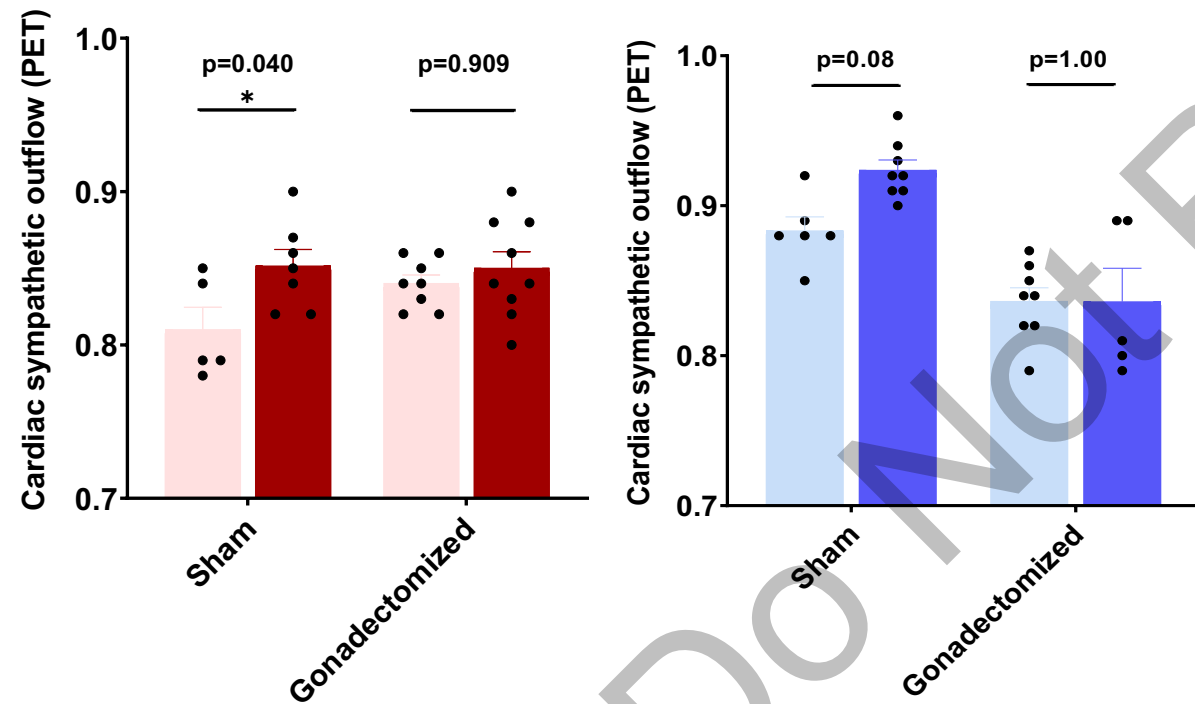 Cardiac sympathetic outflow (PET)
1.0
0.9
0.8
0.7
p=0.040
*
p=0.909
Sham
Gonadectomized
Cardiac sympathetic outflow (PET)
1.0
0.9
0.8
0.7
p=0.08
p=1.00
Sham
Gonadectomized
Do Not